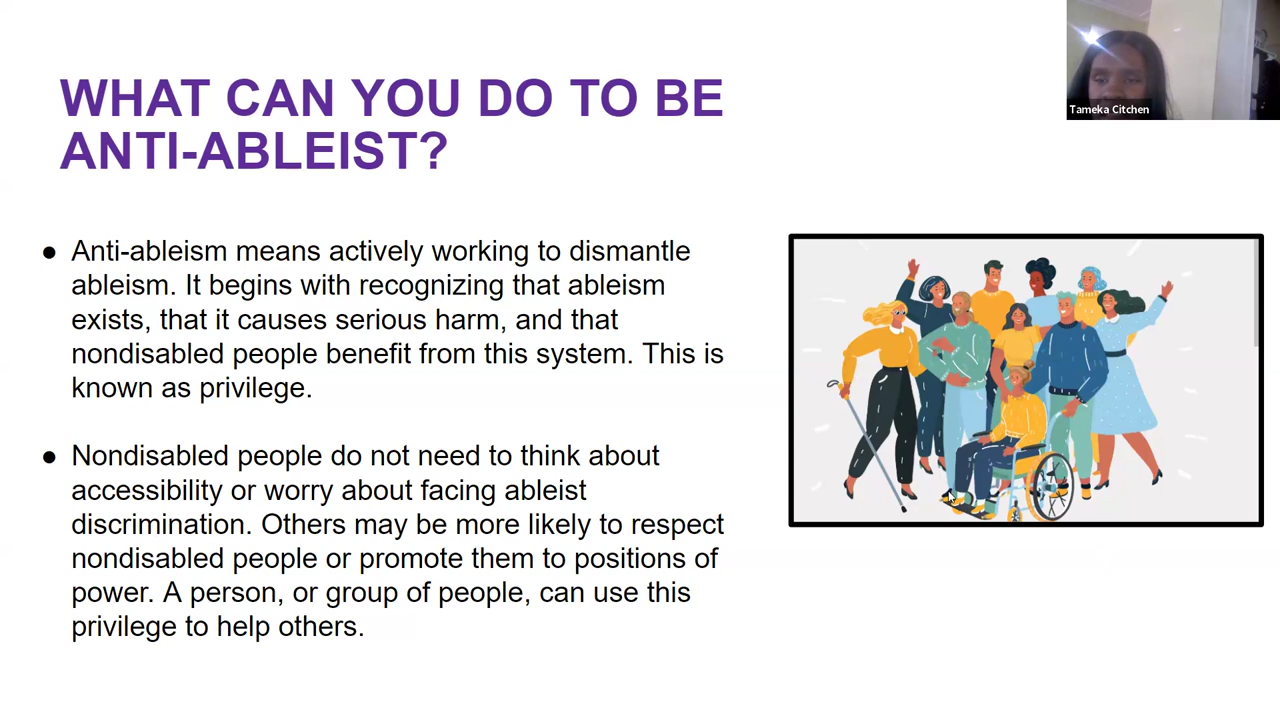 WHAT CAN YOU DO TO BE
ANTI-ABLEIST?
Tameka Citchen
● Anti-ableism means actively working to dismantle
ableism. It begins with recognizing that ableism
exists, that it causes serious harm, and that
nondisabled people benefit from this system. This is
known as privilege.
● Nondisabled people do not need to think about
accessibility or worry about facing ableist
discrimination. Others may be more likely to respect
nondisabled people or promote them to positions of
power. A person, or group of people, can use this
privilege to help others.